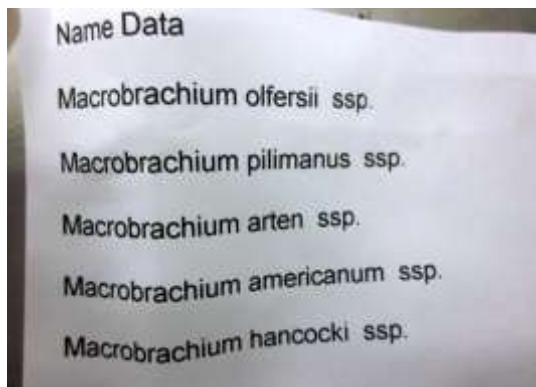 Name Data
Macrobrachium olfersii ssp.
Macrobrachium pilimanus ssp.
Macrobrachium arten ssp.
Macrobrachium americanum ssp.
Macrobrachium hancocki ssp.